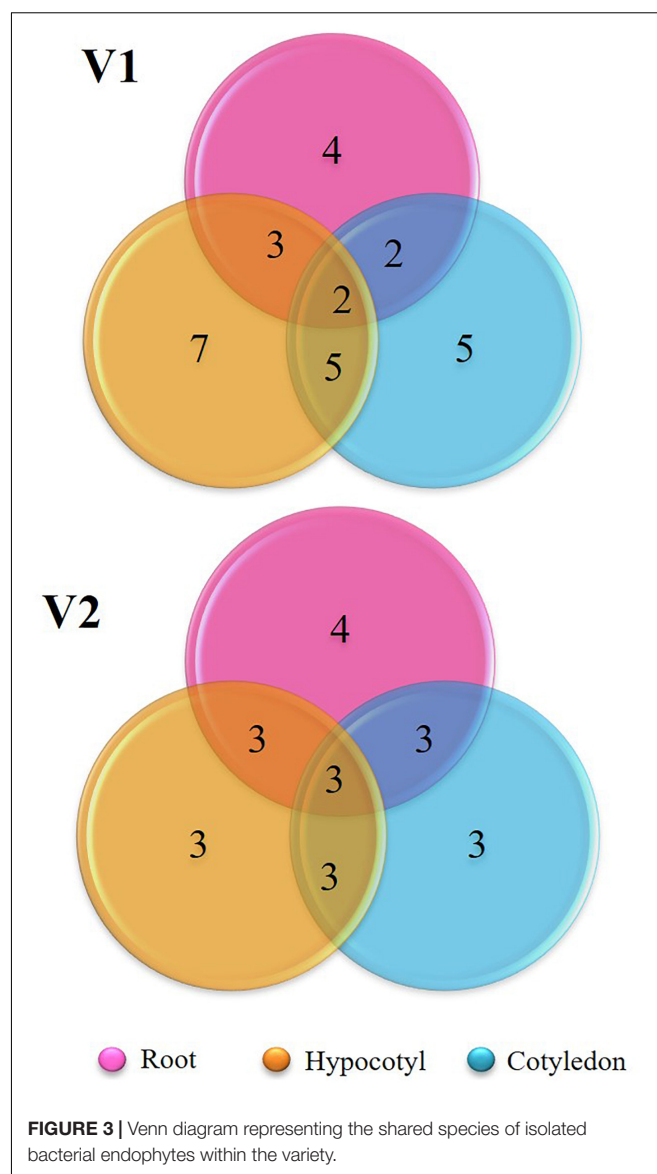 V1
4
3
2
2
7
5
5
V2
4
3
3
3
3
3
3
Root
Hypocotyl
Cotyledon
FIGURE 3 | Venn diagram representing the shared species of isolated
bacterial endophytes within the variety.